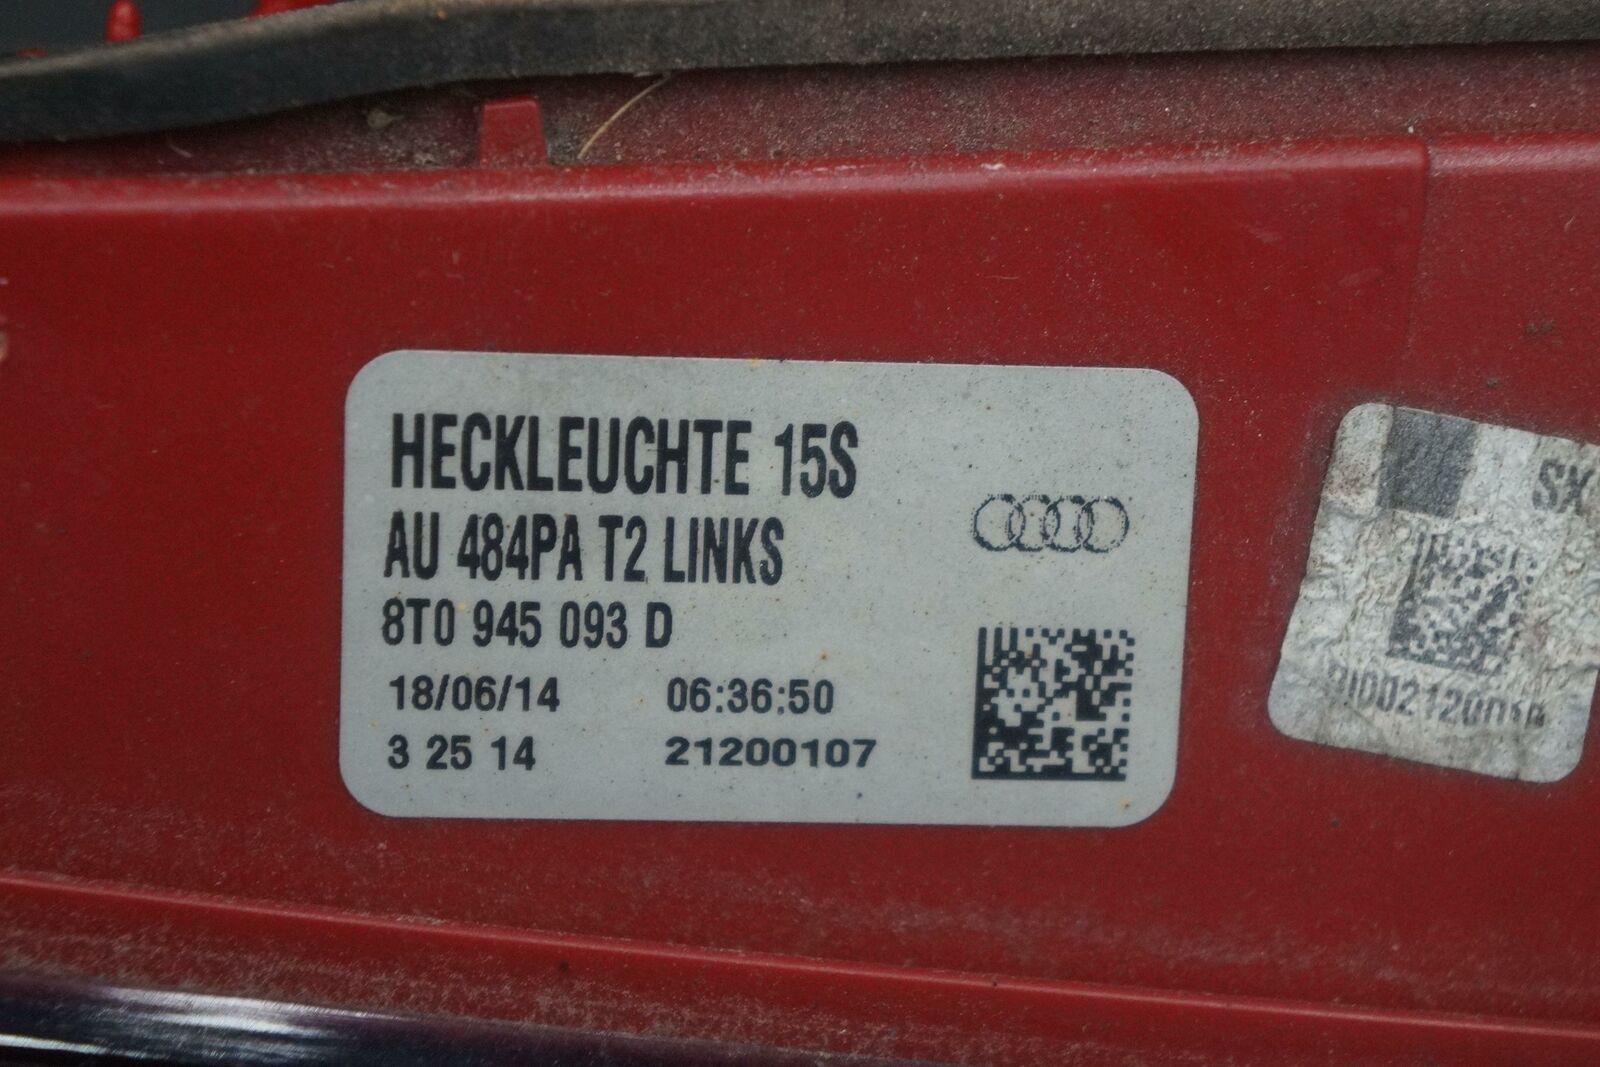 HECKLEUCHTE 15S
AU 484PA T2 LINKS
8T0 945 093 D
18/06/14 06:36:50
3 25 14 21200107
SX